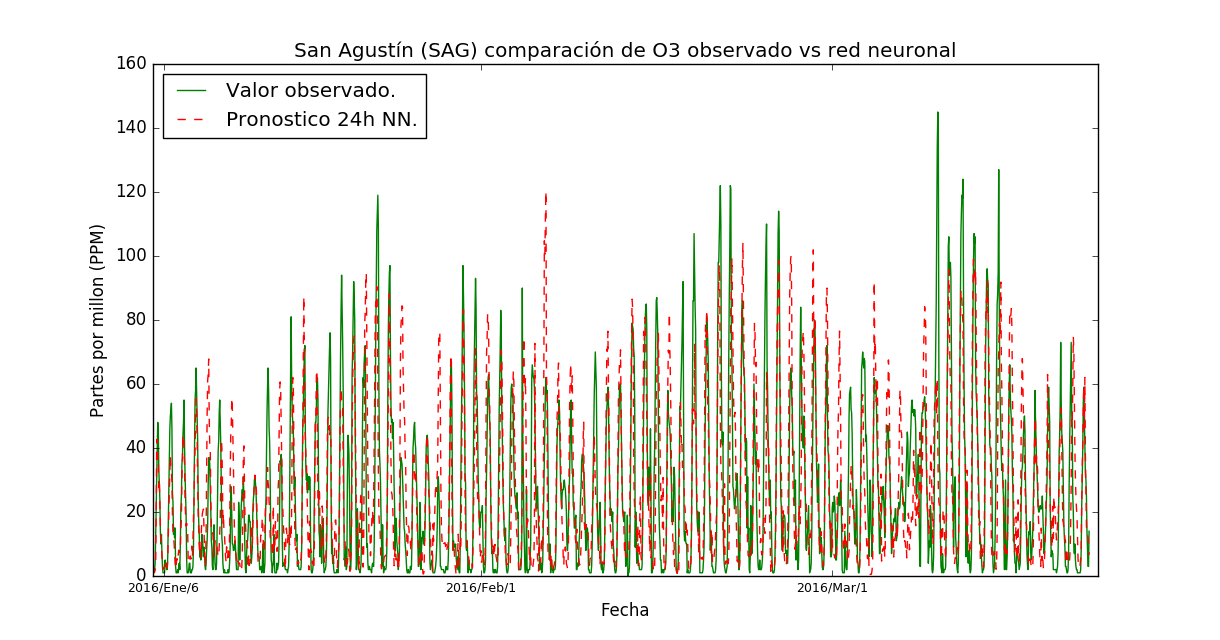 San Agustín (SAG) comparación de O3 observado vs red neuronal
160
140
120
100
80
60
40
20
0
Valor observado.
Pronostico 24h NN.
Partes por millon (PPM)
2016/Ene/6
2016/Feb/1
2016/Mar/1
Fecha